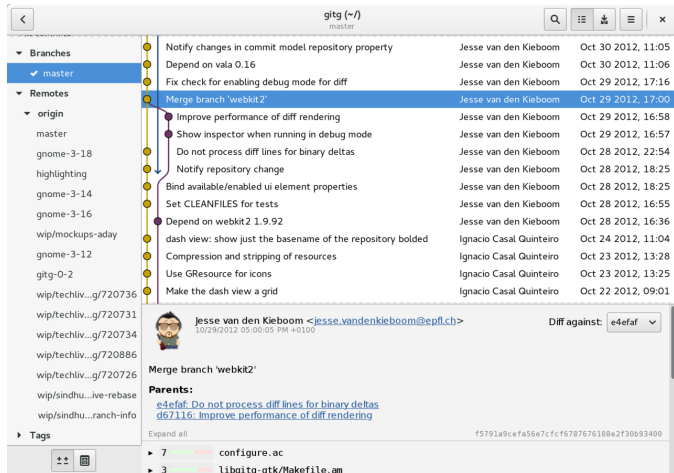 gitg (~/)
master
Branches
master
Remotes
origin
master
gnome-3-18
highlighting
gnome-3-14
gnome-3-16
wip/mockups-aday
gnome-3-12
gitg-0-2
wip/techliv...g/720736
wip/techliv...g/720731
wip/techliv...g/720734
wip/techliv...g/720886
wip/techliv...g/720726
wip/sindhu...ive-rebase
wip/sindhu...ranch-info
Tags
Notify changes in commit model repository property Jesse van den Kieboom Oct 30 2012, 11:05
Depend on vala 0.16 Jesse van den Kieboom Oct 30 2012, 11:06
Fix check for enabling debug mode for diff Jesse van den Kieboom Oct 29 2012, 17:16
Merge branch 'webkit2' Jesse van den Kieboom Oct 29 2012, 17:00
Improve performance of diff rendering Jesse van den Kieboom Oct 29 2012, 16:58
Show inspector when running in debug mode Jesse van den Kieboom Oct 29 2012, 16:57
Do not process diff lines for binary deltas Jesse van den Kieboom Oct 28 2012, 22:54
Notify repository change Jesse van den Kieboom Oct 28 2012, 18:25
Bind available/enabled ui element properties Jesse van den Kieboom Oct 28 2012, 18:25
Set CLEANFILES for tests Jesse van den Kieboom Oct 28 2012, 16:55
Depend on webkit2 1.9.92 Jesse van den Kieboom Oct 28 2012, 16:36
dash view: show just the basename of the repository bolded Ignacio Casal Quinteiro Oct 24 2012, 11:04
Compression and stripping of resources Ignacio Casal Quinteiro Oct 23 2012, 13:28
Use GResource for icons Ignacio Casal Quinteiro Oct 23 2012, 13:25
Make the dash view a grid Ignacio Casal Quinteiro Oct 22 2012, 09:01
Jesse van den Kieboom <jesse.vandenkieboom@epfl.ch> Diff against: e4efaf
10/29/2012 05:00:05 PM +0100
Merge branch 'webkit2'
Parents:
e4efaf: Do not process diff lines for binary deltas
d67116: Improve performance of diff rendering
Expand all f5791a9cefa56e7cfcf6787676108e2f30b93400
7 configure.ac
3 libgitg-gtk/Makefile.am